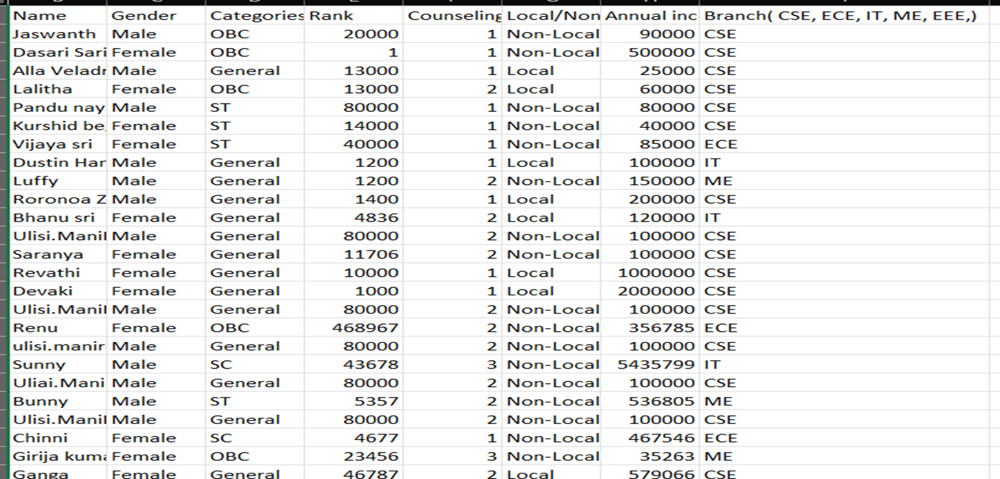 Name Gender Categories Rank Counseling Local/Non Annual inc Branch( CSE, ECE, IT, ME, EEE,)
Jaswanth Male OBC 20000 1 Non-Local 90000 CSE
Dasari Sari Female OBC 1 1 Non-Local 500000 CSE
Alla Veladr Male General 13000 1 Local 25000 CSE
Lalitha Female OBC 13000 2 Local 60000 CSE
Pandu nay Male ST 80000 1 Non-Local 80000 CSE
Kurshid be Female ST 14000 1 Non-Local 40000 CSE
Vijaya sri Female ST 40000 1 Non-Local 85000 ECE
Dustin Har Male General 1200 1 Local 100000 IT
Luffy Male General 1200 2 Non-Local 150000 ME
Roronoa Z Male General 1400 1 Local 200000 CSE
Bhanu sri Female General 4836 2 Local 120000 IT
Ulisi.Mani Male General 80000 2 Non-Local 100000 CSE
Saranya Female General 11706 2 Non-Local 100000 CSE
Revathi Female General 10000 1 Local 1000000 CSE
Devaki Female General 1000 1 Local 2000000 CSE
Ulisi.Mani Male General 80000 2 Non-Local 100000 CSE
Renu Female OBC 468967 2 Non-Local 356785 ECE
ulisi.manir Male General 80000 2 Non-Local 100000 CSE
Sunny Male SC 43678 3 Non-Local 5435799 IT
Uliai.Mani Male General 80000 2 Non-Local 100000 CSE
Bunny Male ST 5357 2 Non-Local 536805 ME
Ulisi.Mani Male General 80000 2 Non-Local 100000 CSE
Chinni Female SC 4677 1 Non-Local 467546 ECE
Girija kuma Female OBC 23456 3 Non-Local 35263 ME
Ganga Female General 46787 2 Local 579066 CSE